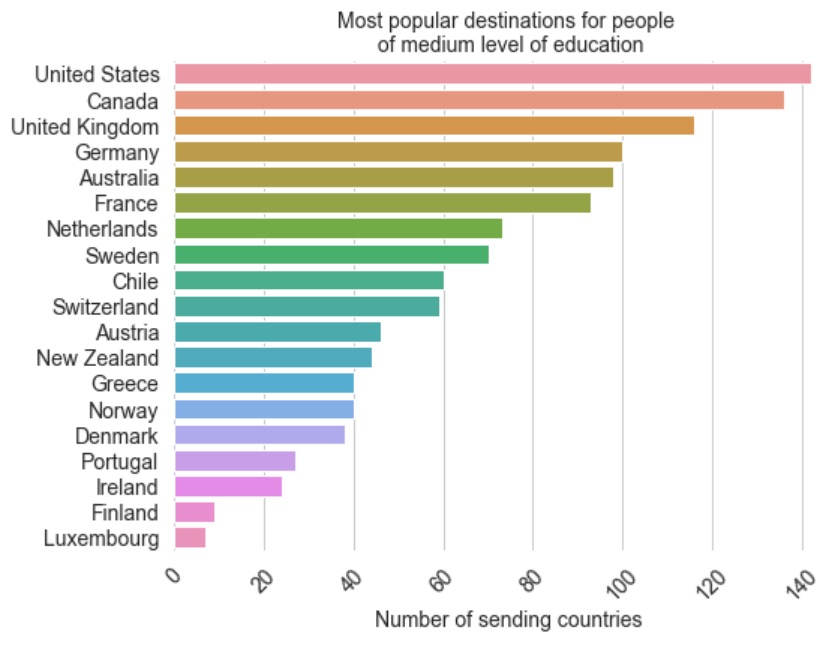 Most popular destinations for people
of medium level of education
United States
Canada
United Kingdom
Germany
Australia
France
Netherlands
Sweden
Chile
Switzerland
Austria
New Zealand
Greece
Norway
Denmark
Portugal
Ireland
Finland
Luxembourg
0 20 40 60 80 100 120 140
Number of sending countries